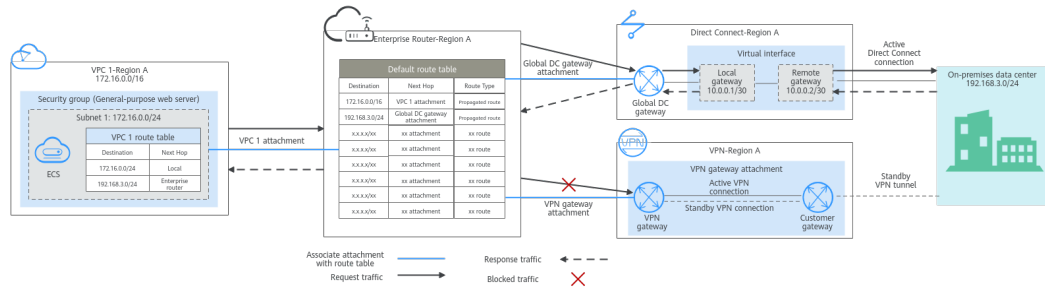 VPC 1-Region A
172.16.0.0/16
Security group (General-purpose web server)
Subnet 1: 172.16.0.0/24
ECS
VPC 1 route table
Destination Next Hop
172.16.0.0/24 Local
192.168.3.0/24 Enterprise
router
VPC 1 attachment
Enterprise Router-Region A
Default route table
Destination Next Hop Route Type
172.16.0.0/16 VPC 1 attachment Propagated route
192.168.3.0/24 Global DC gateway
attachment Propagated route
x.x.x.x/xx xx attachment xx route
x.x.x.x/xx xx attachment xx route
x.x.x.x/xx xx attachment xx route
x.x.x.x/xx xx attachment xx route
x.x.x.x/xx xx attachment xx route
x.x.x.x/xx xx attachment xx route
Global DC gateway
attachment
VPN gateway
attachment
Direct Connect-Region A
Virtual interface
Global DC
gateway
Local
gateway
10.0.0.1/30
Remote
gateway
10.0.0.2/30
Active
Direct Connect
connection
VPN
VPN-Region A
VPN gateway attachment
Active VPN
connection
Standby VPN connection
VPN
gateway
Customer
gateway
Standby
VPN tunnel
On-premises data center
192.168.3.0/24
Associate attachment
with route table
Request traffic
Response traffic
Blocked traffic